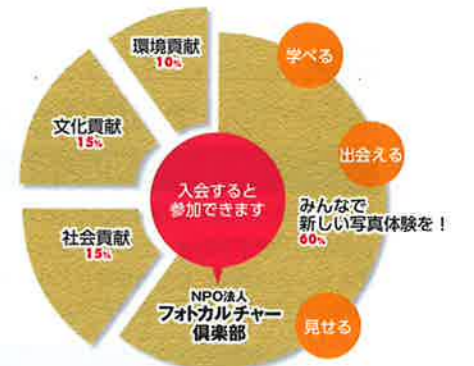 環境貢献
10%
学べる
文化貢献
15%
出会える
入会すると
参加できます
みんなで
新しい写真体験を！
60%
社会貢献
15%
NPO法人
フォトカルチャー
倶楽部
見せる